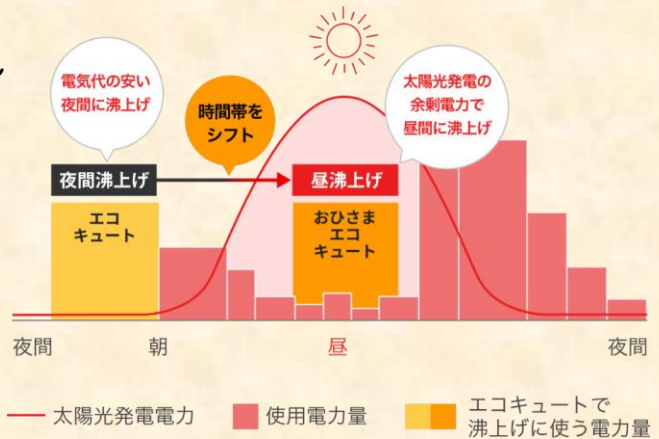 電気代の安い
夜間に沸上げ
時間帯を
シフト
太陽光発電の
余剰電力で
昼間に沸上げ
夜間沸上げ
昼沸上げ
エコ
キュート
おひさま
エコ
キュート
夜間
朝
昼
夜間
太陽光発電電力
使用電力量
エコキュートで
沸上げに使う電力量